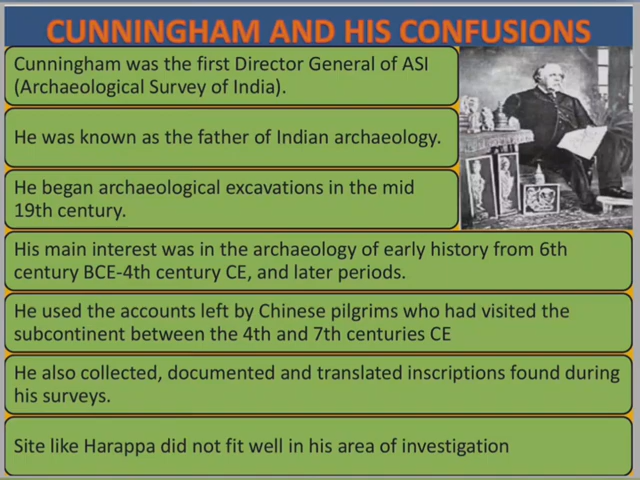 CUNNINGHAM AND HIS CONFUSIONS
Cunningham was the first Director General of ASI
(Archaeological Survey of India).
He was known as the father of Indian archaeology.
He began archaeological excavations in the mid
19th century.
His main interest was in the archaeology of early history from 6th
century BCE-4th century CE, and later periods.
He used the accounts left by Chinese pilgrims who had visited the
subcontinent between the 4th and 7th centuries CE
He also collected, documented and translated inscriptions found during
his surveys.
Site like Harappa did not fit well in his area of investigation